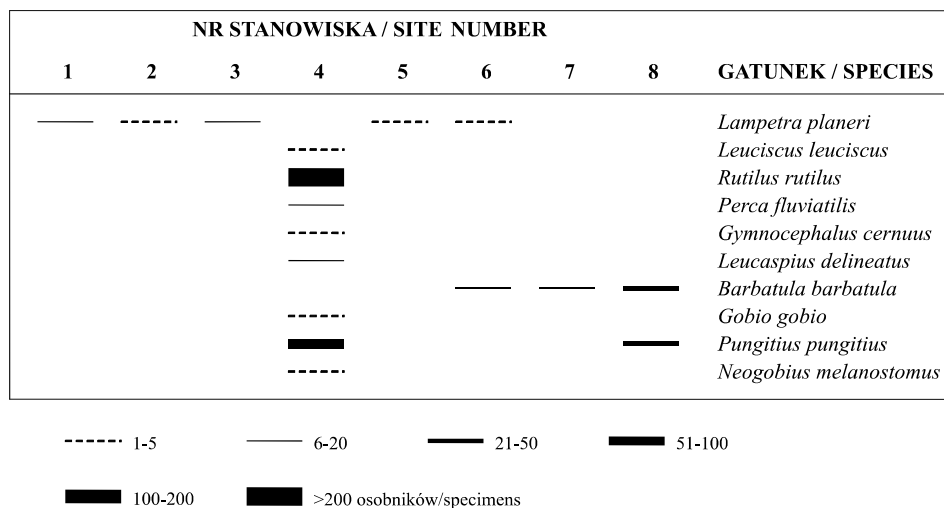 NR STANOWISKA / SITE NUMBER
1 2 3 4 5 6 7 8 GATUNEK / SPECIES
Lampetra planeri
Leuciscus leuciscus
Rutilus rutilus
Perca fluviatilis
Gymnocephalus cernuus
Leucaspius delineatus
Barbatula barbatula
Gobio gobio
Pungitius pungitius
Neogobius melanostomus
1-5 6-20 21-50 51-100
100-200 >200 osobników/specimens